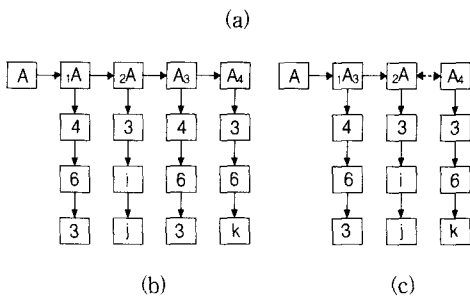 (a)
A ₁A ₂A A₃ A₄ A ₁A₃ ₂A A₄
4 3 4 3 4 3 3
6 i 6 6 6 i 6
3 j 3 k 3 j k
(b) (c)